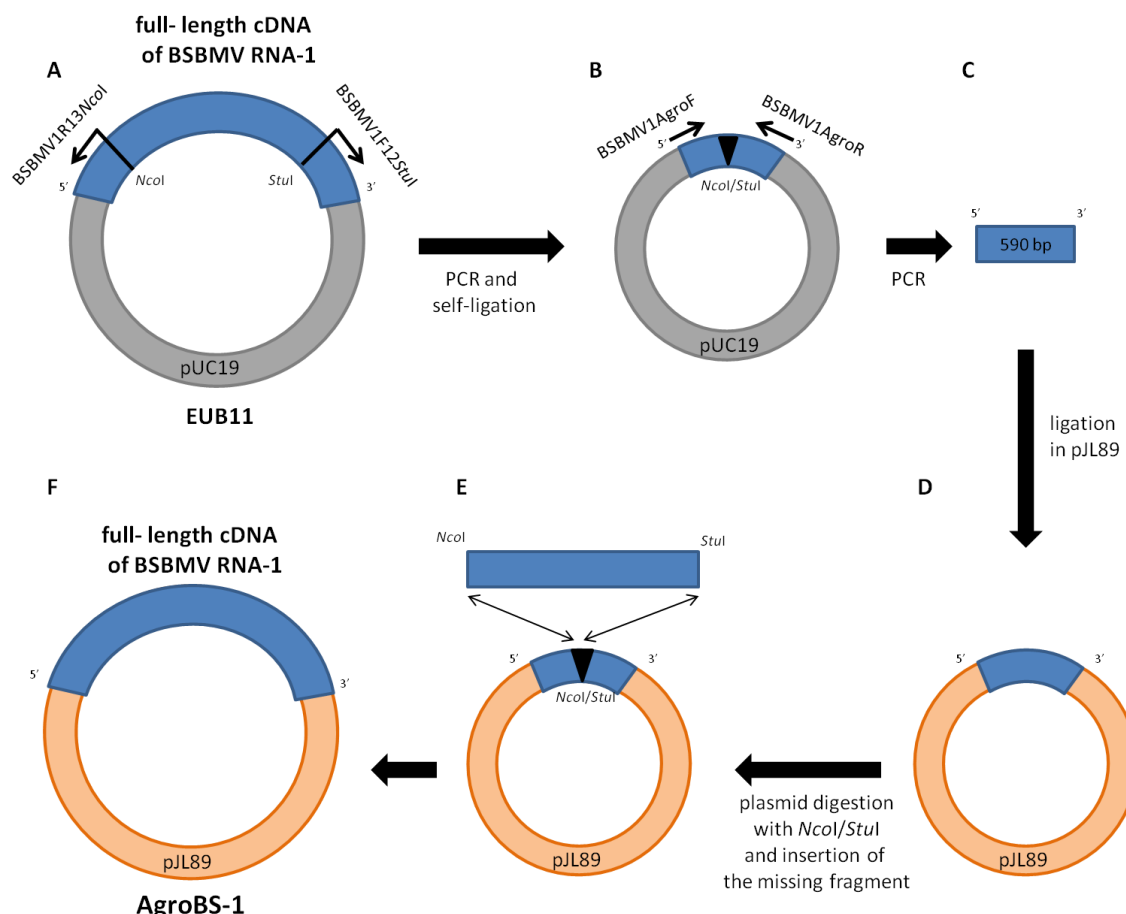 full- length cDNA
of BSBMV RNA-1
A
BSBMV1R13NcoI
BSBMV1F12StuI
NcoI
StuI
5′
3′
pUC19
EUB11
PCR and
self-ligation
B
BSBMV1AgroF
BSBMV1AgroR
5′
3′
NcoI/StuI
pUC19
PCR
C
5′
3′
590 bp
ligation
in pJL89
D
5′
3′
pJL89
plasmid digestion
with NcoI/StuI
and insertion of
the missing fragment
E
NcoI
StuI
5′
3′
NcoI/StuI
pJL89
F
full- length cDNA
of BSBMV RNA-1
5′
3′
pJL89
AgroBS-1